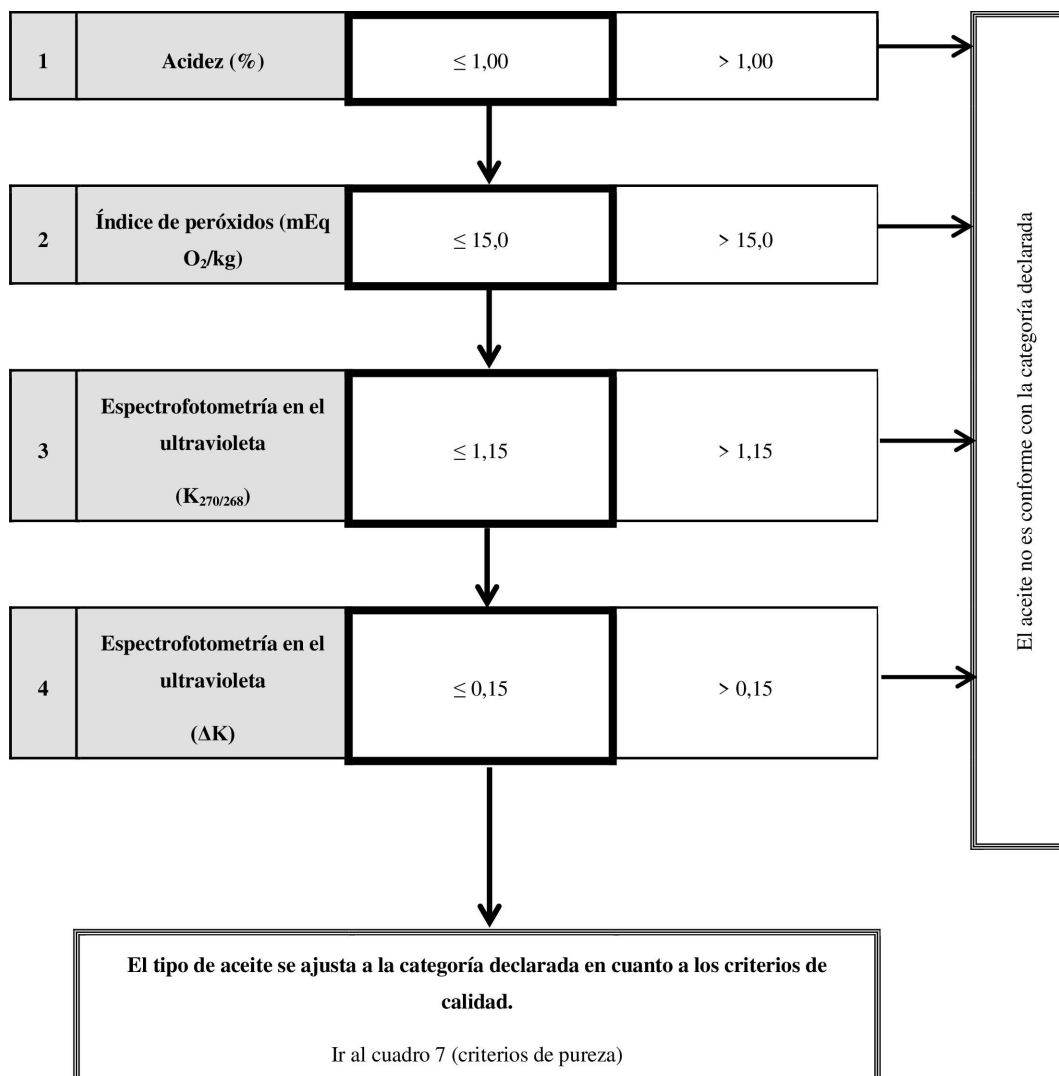 1 Acidez (%) ≤ 1,00 > 1,00
2 Índice de peróxidos (mEq
O₂/kg) ≤ 15,0 > 15,0
3 Espectrofotometría en el
ultravioleta
(K₂₇₀/₂₆₈) ≤ 1,15 > 1,15
4 Espectrofotometría en el
ultravioleta
(ΔK) ≤ 0,15 > 0,15
El aceite no es conforme con la categoría declarada
El tipo de aceite se ajusta a la categoría declarada en cuanto a los criterios de
calidad.
Ir al cuadro 7 (criterios de pureza)